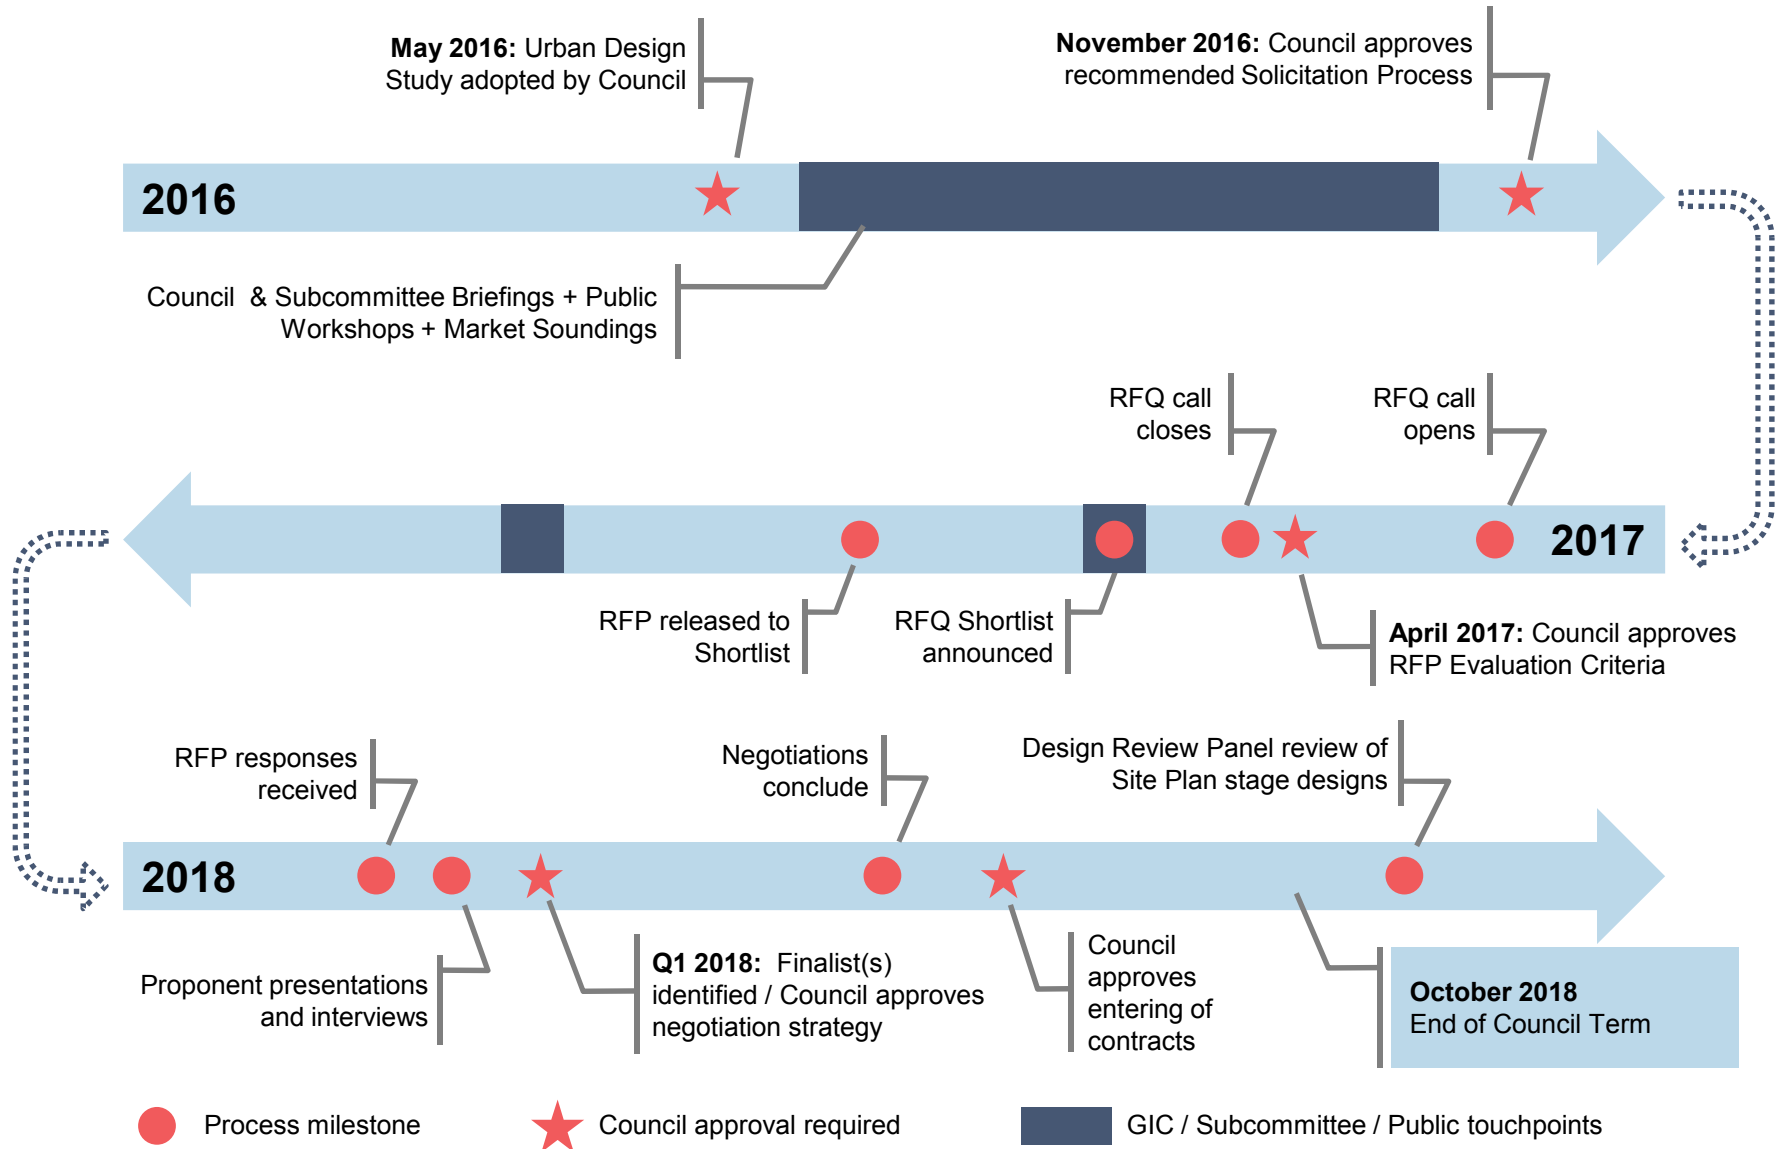 May 2016: Urban Design
Study adopted by Council
November 2016: Council approves
recommended Solicitation Process
2016
Council & Subcommittee Briefings + Public
Workshops + Market Soundings
RFQ call
closes
RFQ call
opens
2017
RFP released to
Shortlist
RFQ Shortlist
announced
April 2017: Council approves
RFP Evaluation Criteria
RFP responses
received
Negotiations
conclude
Design Review Panel review of
Site Plan stage designs
2018
Proponent presentations
and interviews
Q1 2018: Finalist(s)
identified / Council approves
negotiation strategy
Council
approves
entering of
contracts
October 2018
End of Council Term
Process milestone
Council approval required
GIC / Subcommittee / Public touchpoints